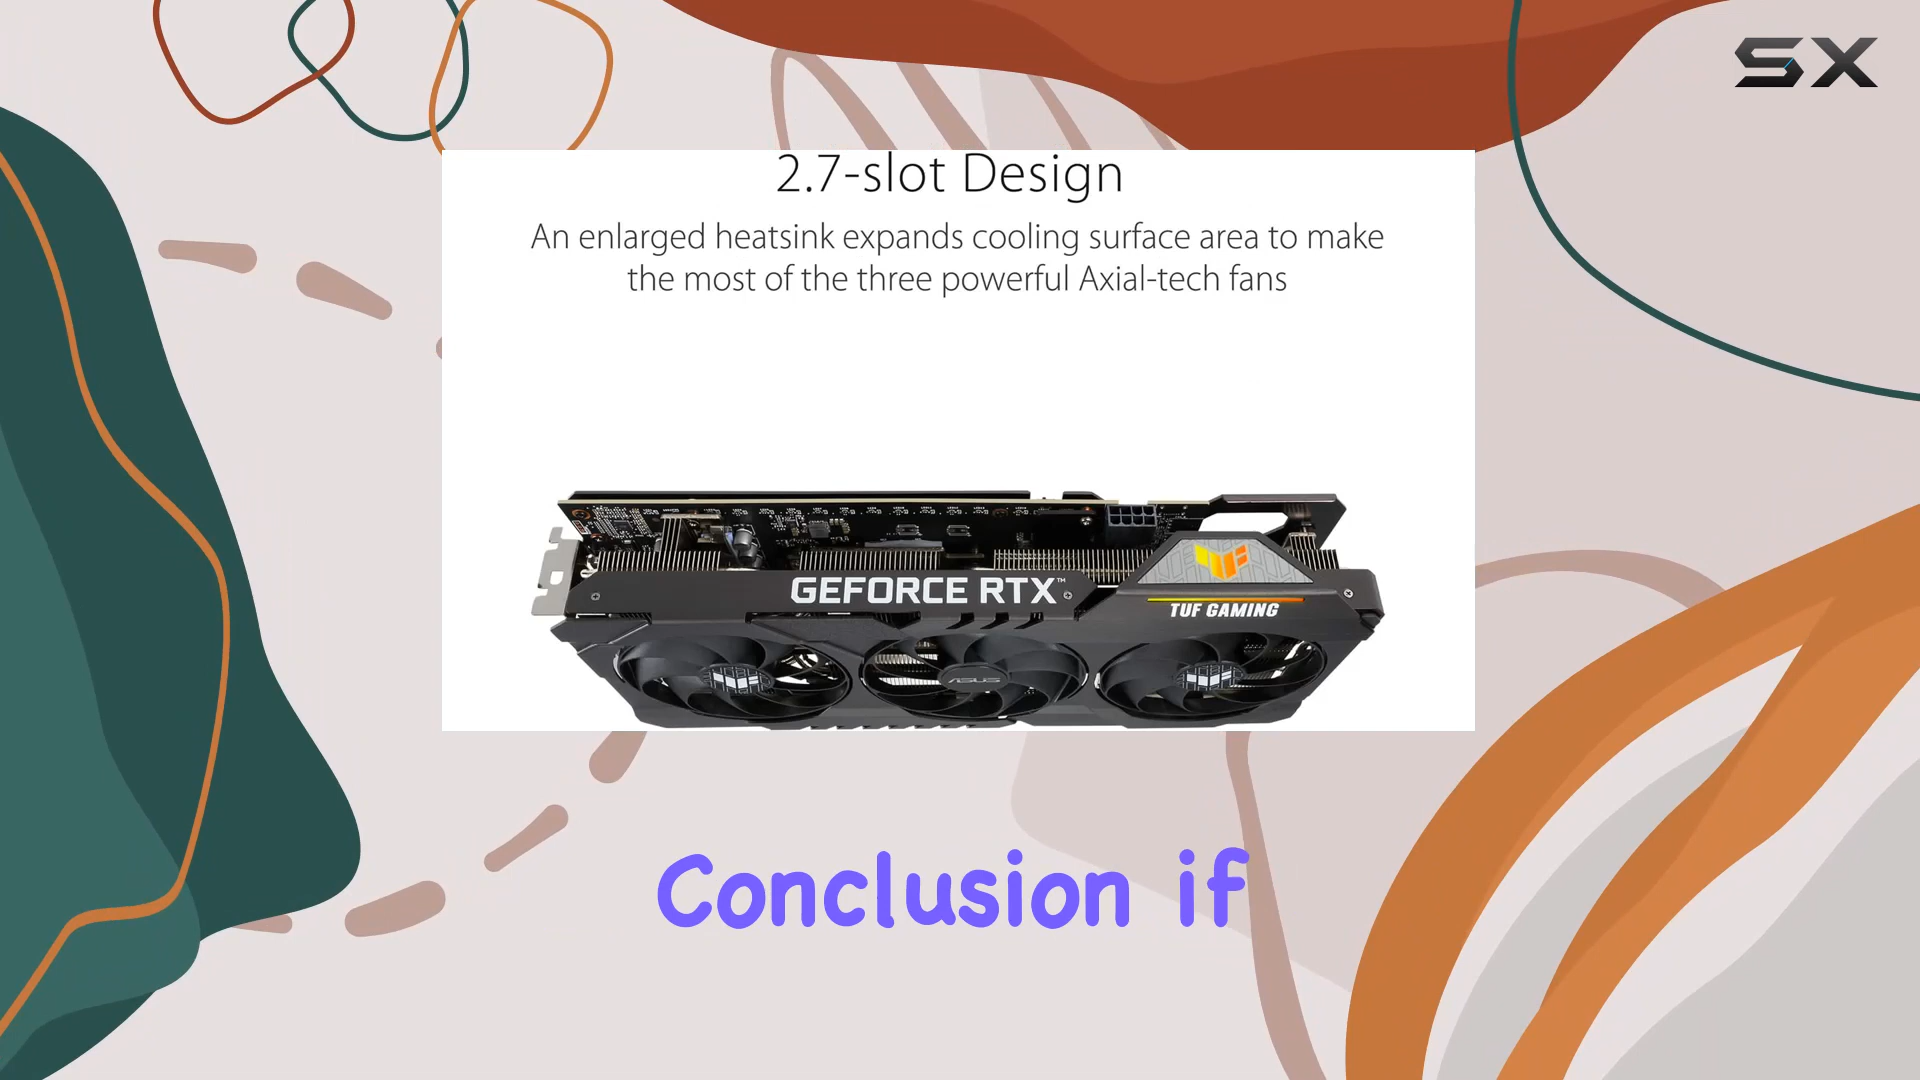 SX
2.7-slot Design
An enlarged heatsink expands cooling surface area to make
the most of the three powerful Axial-tech fans
GEFORCE RTX™
TUF GAMING
ASUS
Conclusion if